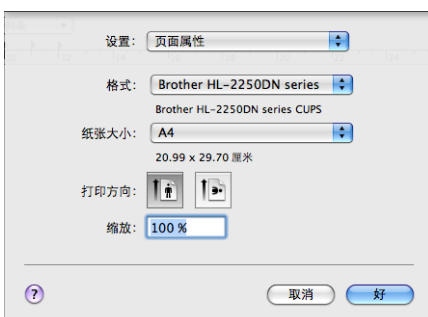 设置： 页面属性
格式： Brother HL-2250DN series
Brother HL-2250DN series CUPS
纸张大小： A4
20.99 x 29.70 厘米
打印方向：
缩放： 100 %
?
取消 好